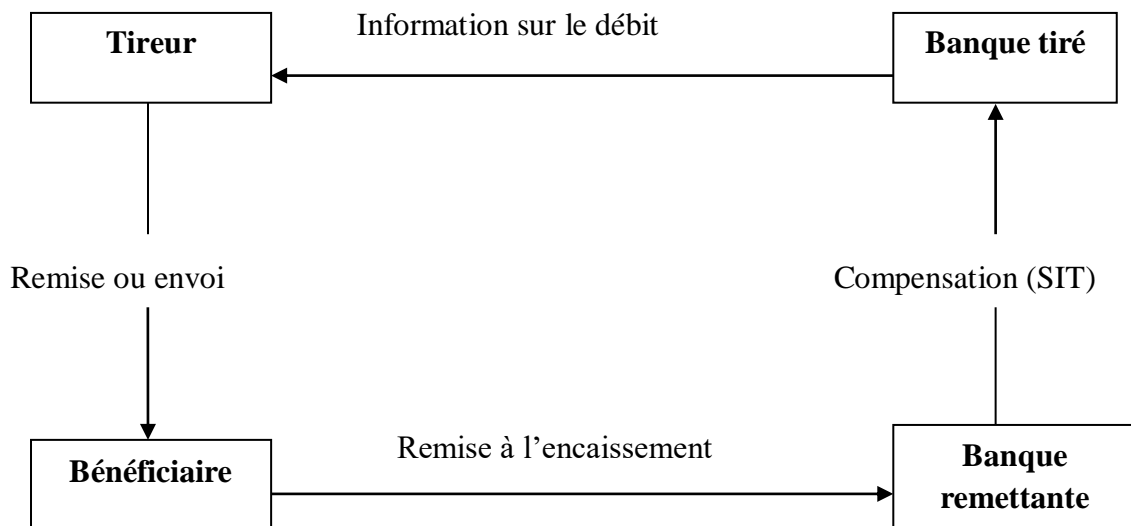 Information sur le débit
Tireur
Banque tiré
Remise ou envoi
Compensation (SIT)
Remise à l’encaissement
Bénéficiaire
Banque
remettante